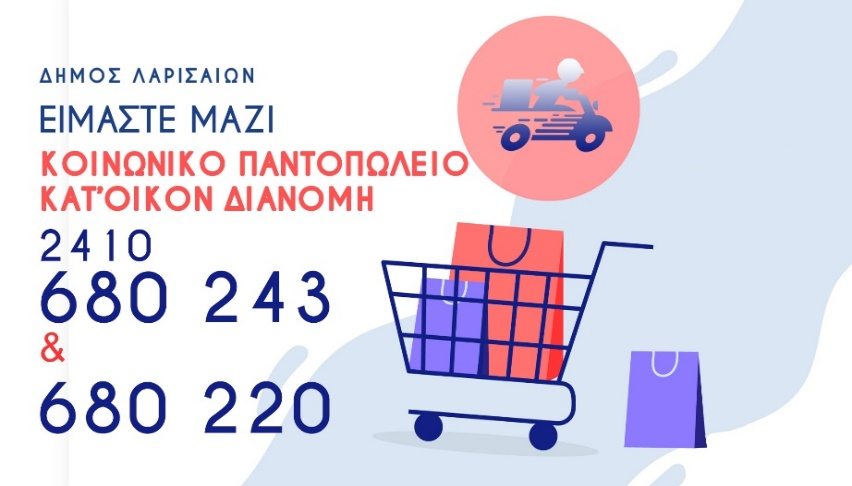 ΔΗΜΟΣ ΛΑΡΙΣΑΙΩΝ
ΕΙΜΑΣΤΕ ΜΑΖΙ
ΚΟΙΝΩΝΙΚΟ ΠΑΝΤΟΠΩΛΕΙΟ
ΚΑΤ'ΟΙΚΟΝ ΔΙΑΝΟΜΗ
2410
680 243
&
680 220